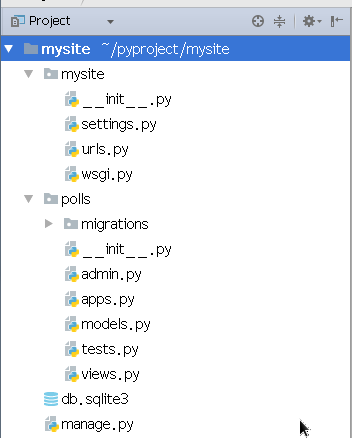 Project
mysite ~/pyproject/mysite
mysite
__init__.py
settings.py
urls.py
wsgi.py
polls
migrations
__init__.py
admin.py
apps.py
models.py
tests.py
views.py
db.sqlite3
manage.py